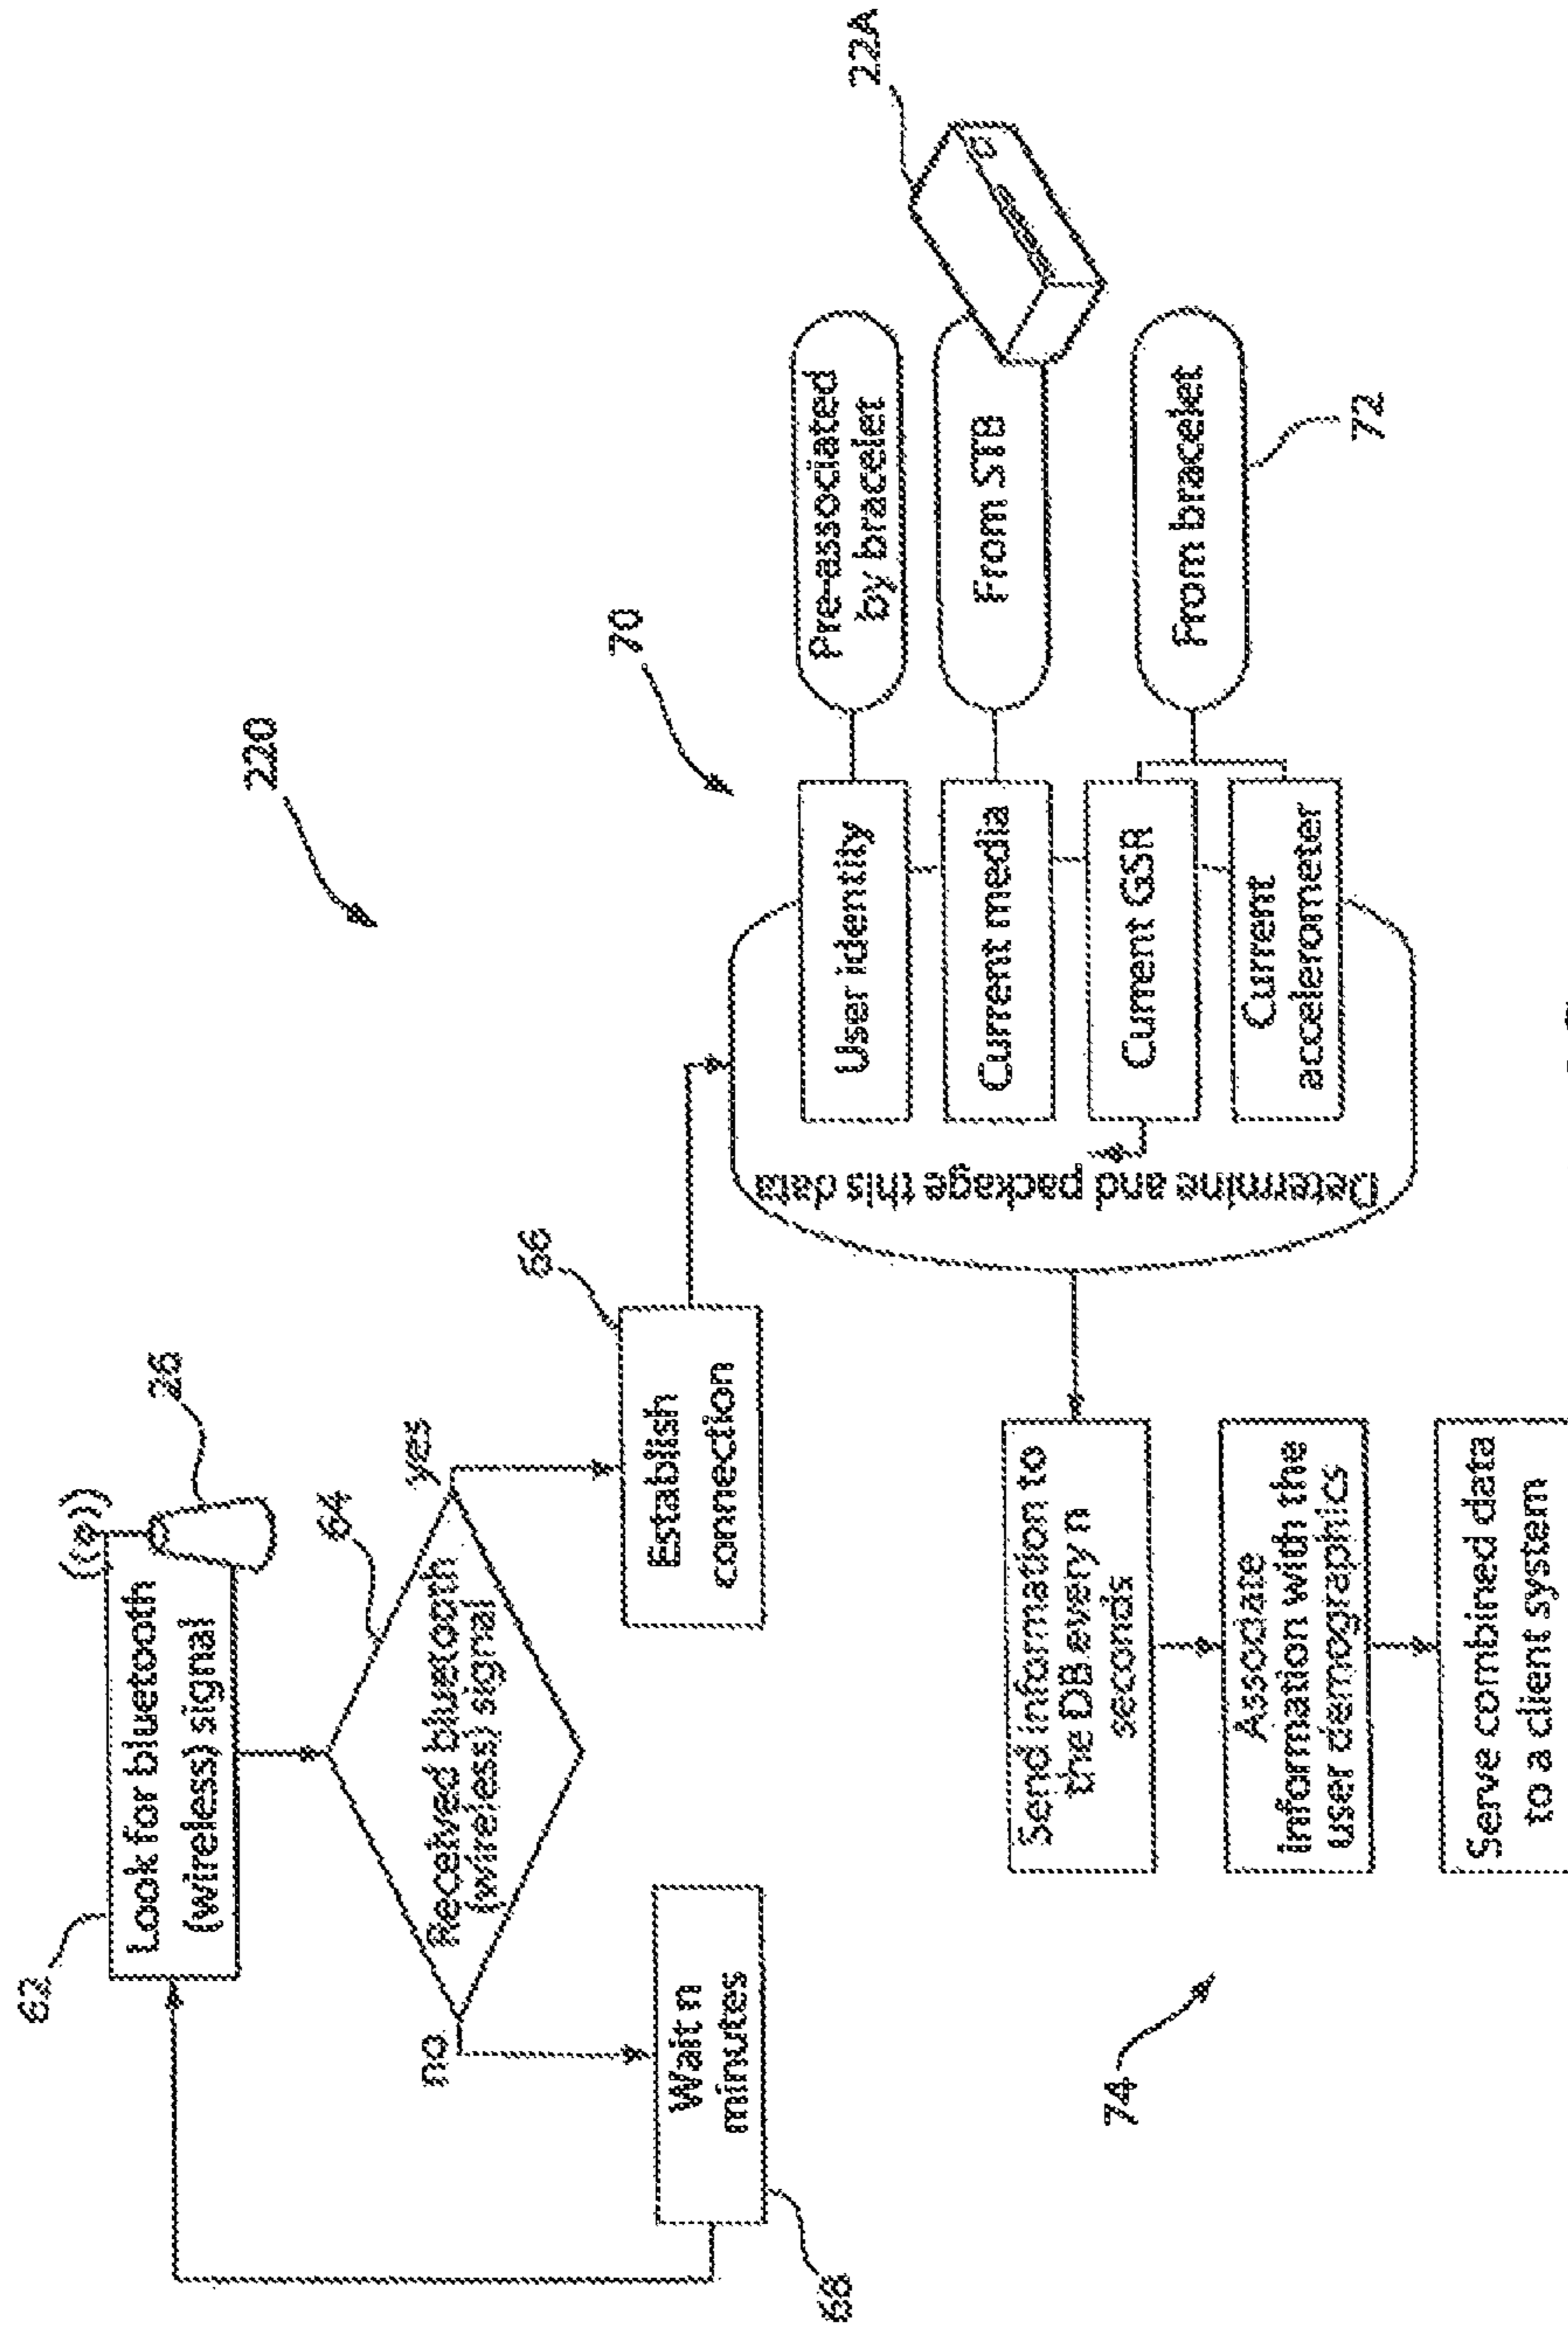 220
62
Look for bluetooth
(wireless) signal
26
64
Received bluetooth
(wireless) signal
yes
no
66
Establish
connection
Wait n
minutes
68
70
User identity
Pre-associated
by bracelet
22A
Current media
From STB
Current GSR
From bracelet
72
Current
accelerometer
Determine and package this data
74
Send information to
the DB every n
seconds
Associate
information with the
user demographics
Serve combined data
to a client system